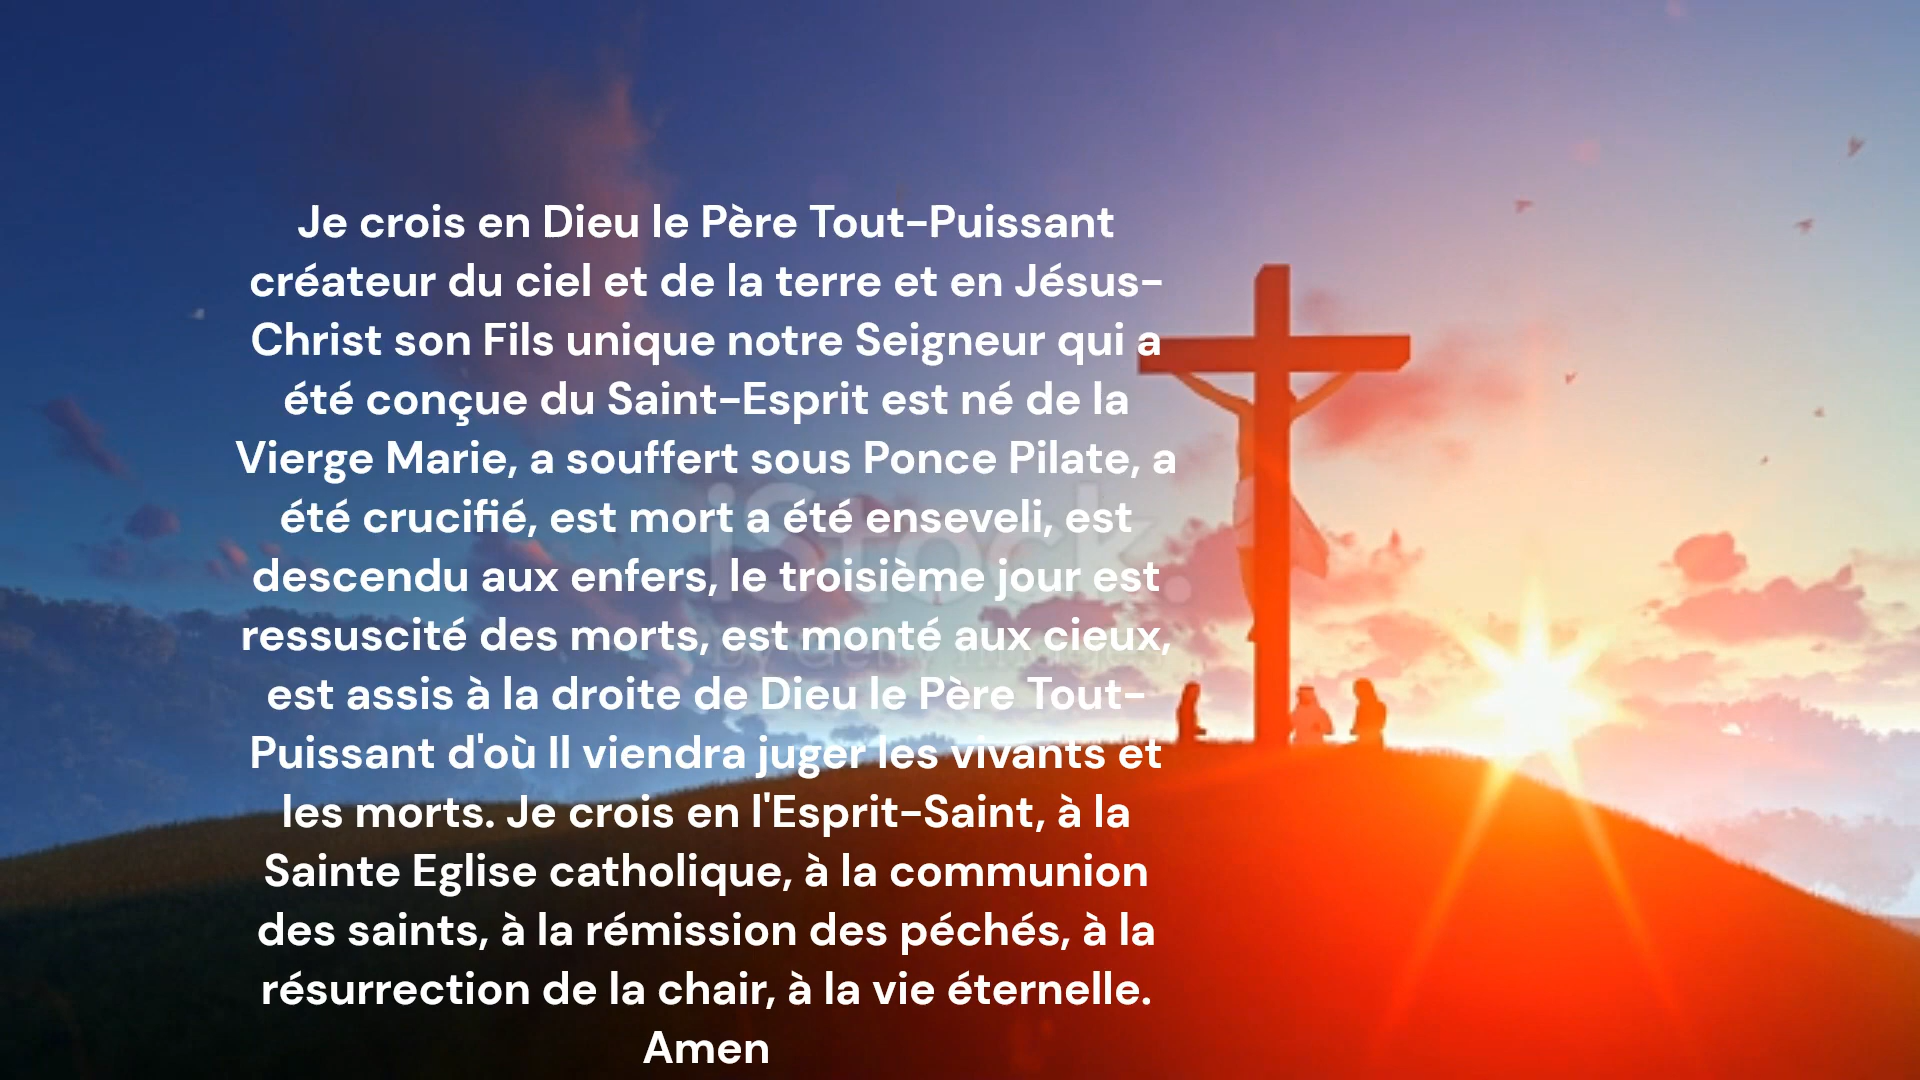 Je crois en Dieu le Père Tout-Puissant
créateur du ciel et de la terre et en Jésus-
Christ son Fils unique notre Seigneur qui a
été conçue du Saint-Esprit est né de la
Vierge Marie, a souffert sous Ponce Pilate, a
été crucifié, est mort a été enseveli, est
descendu aux enfers, le troisième jour est
ressuscité des morts, est monté aux cieux,
est assis à la droite de Dieu le Père Tout-
Puissant d'où Il viendra juger les vivants et
les morts. Je crois en l'Esprit-Saint, à la
Sainte Eglise catholique, à la communion
des saints, à la rémission des péchés, à la
résurrection de la chair, à la vie éternelle.
Amen
iStock.
by Getty Images